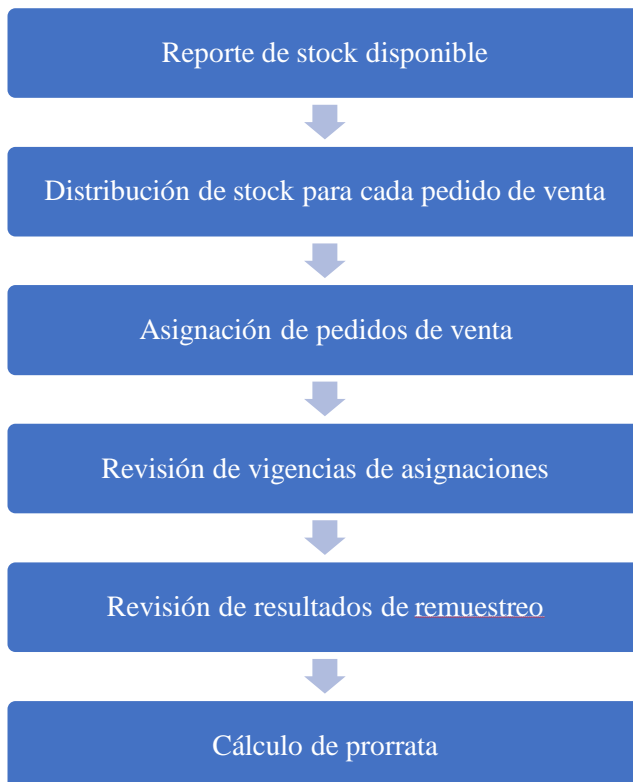 Reporte de stock disponible
Distribución de stock para cada pedido de venta
Asignación de pedidos de venta
Revisión de vigencias de asignaciones
Revisión de resultados de remuestreo
Cálculo de prorrata